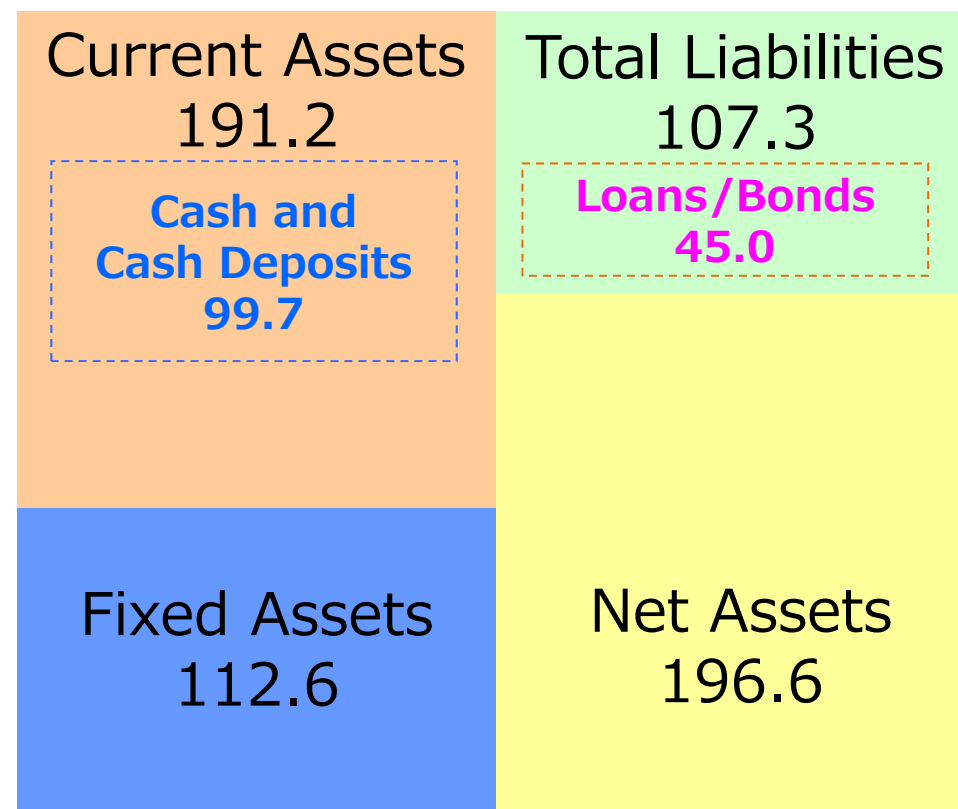 Current Assets
191.2
Cash and
Cash Deposits
99.7
Total Liabilities
107.3
Loans/Bonds
45.0
Fixed Assets
112.6
Net Assets
196.6